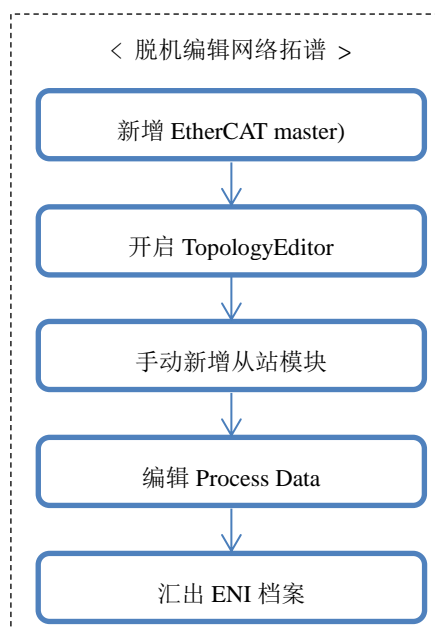 < 脱机编辑网络拓谱 >
新增 EtherCAT master)
开启 TopologyEditor
手动新增从站模块
编辑 Process Data
汇出 ENI 档案